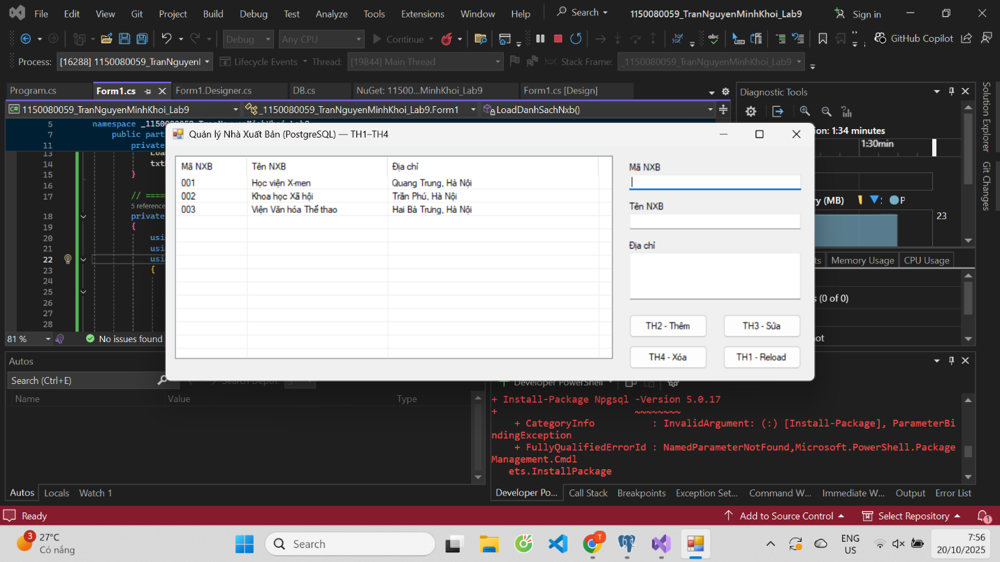 File Edit View Git Project Build Debug Test Analyze Tools Extensions Window Help Search 1150080059_TranNguyenMinhKhoi_Lab9 Sign in
Debug Any CPU Continue GitHub Copilot
Process: [16288] 1150080059_TranNguyenl Lifecycle Events Thread: [19844] Main Thread Stack Frame: _1150080059_TranNguyenMinhKhoi_Lab9
Program.cs Form1.cs Form1.Designer.cs DB.cs NuGet: 11500...MinhKhoi_Lab9 Form1.cs [Design]
Diagnostic Tools
1150080059_TranNguyenMinhKhoi_Lab9 _1150080059_TranNguyenMinhKhoi_Lab9.Form1 LoadDanhSachNxb()
5 namespace
7 public part
11 private
13 Loa
14 txt
15 }
16
17 // ====
5 reference
18 private
19 {
20 usi
21 usi
22 usi
23 {
24
25
26
27
28
81 % No issues found
Quản lý Nhà Xuất Bản (PostgreSQL) — TH1–TH4
Mã NXB Tên NXB Địa chỉ
001 Học viện X-men Quang Trung, Hà Nội
002 Khoa học Xã hội Trần Phú, Hà Nội
003 Viện Văn hóa Thể thao Hai Bà Trưng, Hà Nội
Mã NXB
Tên NXB
Địa chỉ
TH2 - Thêm TH3 - Sửa
TH4 - Xóa TH1 - Reload
ion: 1:34 minutes
1:30min
ry (MB) P
23
ts Memory Usage CPU Usage
s (0 of 0)
ot
Autos
Search (Ctrl+E) Search Depth:
Name Value Type
Developer PowerShell
+ Install-Package Npgsql -Version 5.0.17
+ ~~~~~~~~
+ CategoryInfo : InvalidArgument: (:) [Install-Package], ParameterBi
ndingException
+ FullyQualifiedErrorId : NamedParameterNotFound,Microsoft.PowerShell.Package
Management.Cmdl
ets.InstallPackage
Autos Locals Watch 1
Developer Po... Call Stack Breakpoints Exception Set... Command W... Immediate W... Output Error List
Solution Explorer
Git Changes
Ready Add to Source Control Select Repository 1
3 27°C
Có nắng
Search
T
ENG
US
7:56
20/10/2025